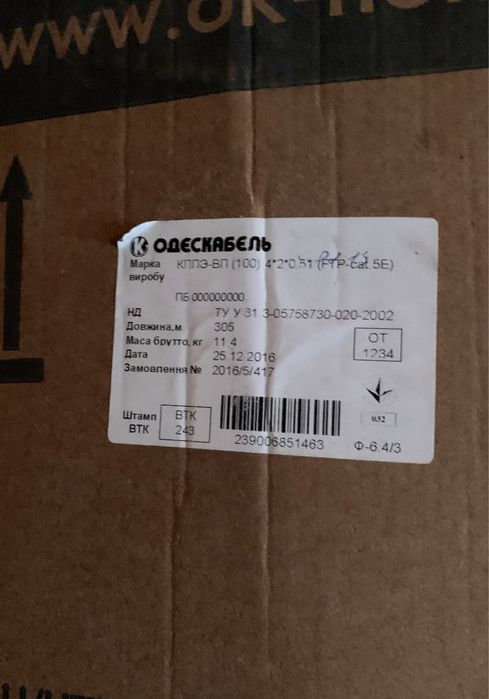 www.ok-
ОДЕСКАБЕЛЬ
Марка виробу КППЭ-ВП (100) 4*2*0,51 (FTP-cat.5E)
ПБ 000000000
НД ТУ У 31.3-05758730-020-2002
Довжина,м 305
Маса брутто, кг 11.4
Дата 25.12.2016
Замовлення № 2016/5/417
ОТ
1234
032
Штамп ВТК
ВТК 243
239006851463
Ф-6.4/3